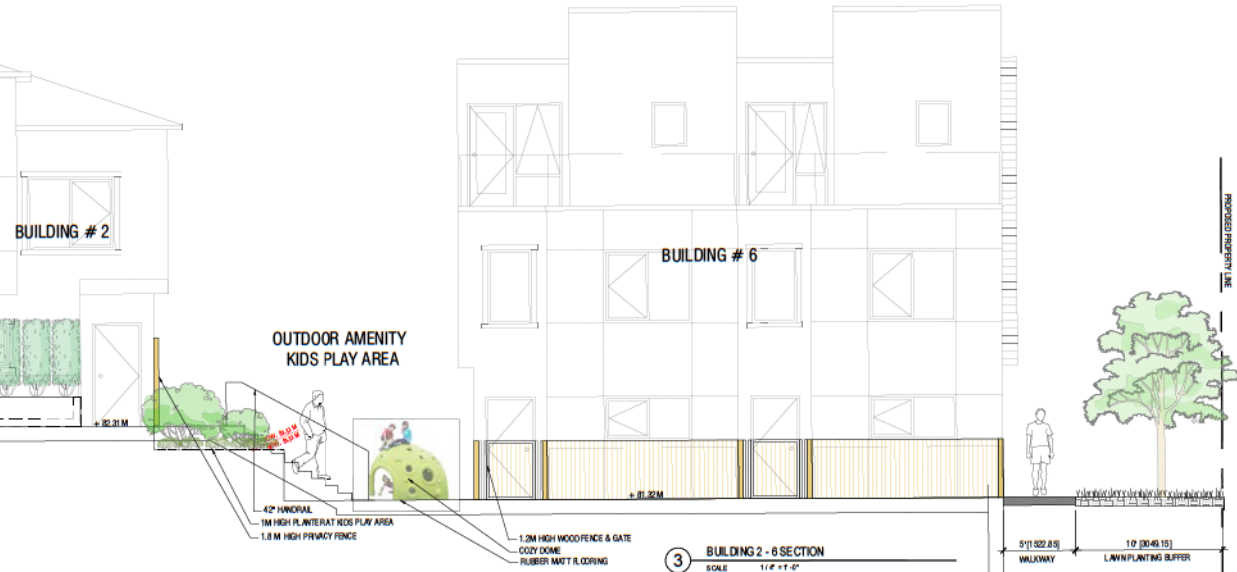 BUILDING # 2
BUILDING # 6
OUTDOOR AMENITY
KIDS PLAY AREA
PROPOSED PROPERTY LINE
+ 82.31 M
+ 81.32 M
42" HANDRAIL
1M HIGH PLANTER AT KIDS PLAY AREA
1.8 M HIGH PRIVACY FENCE
1.2M HIGH WOOD FENCE & GATE
COZY DOME
RUBBER MATT FLOORING
3
BUILDING 2 - 6 SECTION
SCALE
5' [1522.85]
WALKWAY
10' [3049.15]
LAWN PLANTING BUFFER